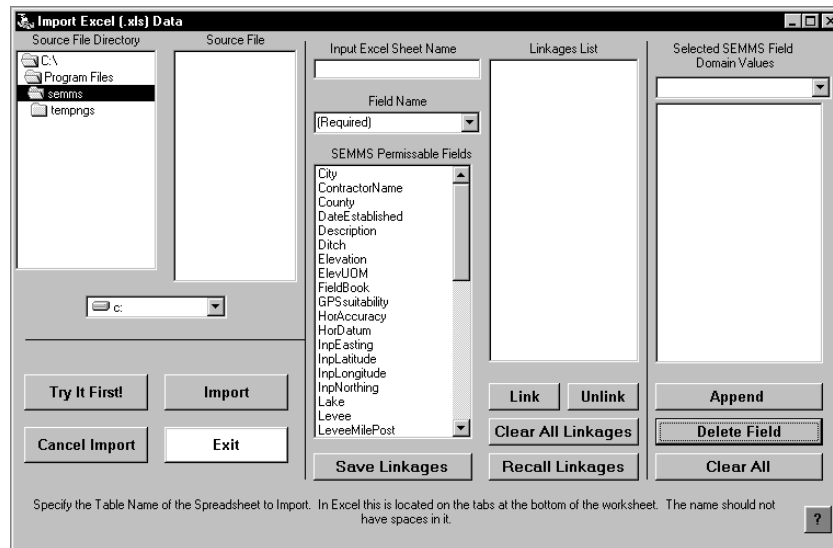 Import Excel (.xls) Data
Source File Directory
C:\
Program Files
semms
tempngs
c:
Source File
Try It First!
Import
Cancel Import
Exit
Input Excel Sheet Name
Field Name
(Required)
SEMMS Permissable Fields
City
ContractorName
County
DateEstablished
Description
Ditch
Elevation
ElevUOM
FieldBook
GPSsuitability
HorAccuracy
HorDatum
InpEasting
InpLatitude
InpLongitude
InpNorthing
Lake
Levee
LeveeMilePost
Save Linkages
Linkages List
Link
Unlink
Clear All Linkages
Recall Linkages
Selected SEMMS Field
Domain Values
Append
Delete Field
Clear All
Specify the Table Name of the Spreadsheet to Import. In Excel this is located on the tabs at the bottom of the worksheet. The name should not
have spaces in it.
?